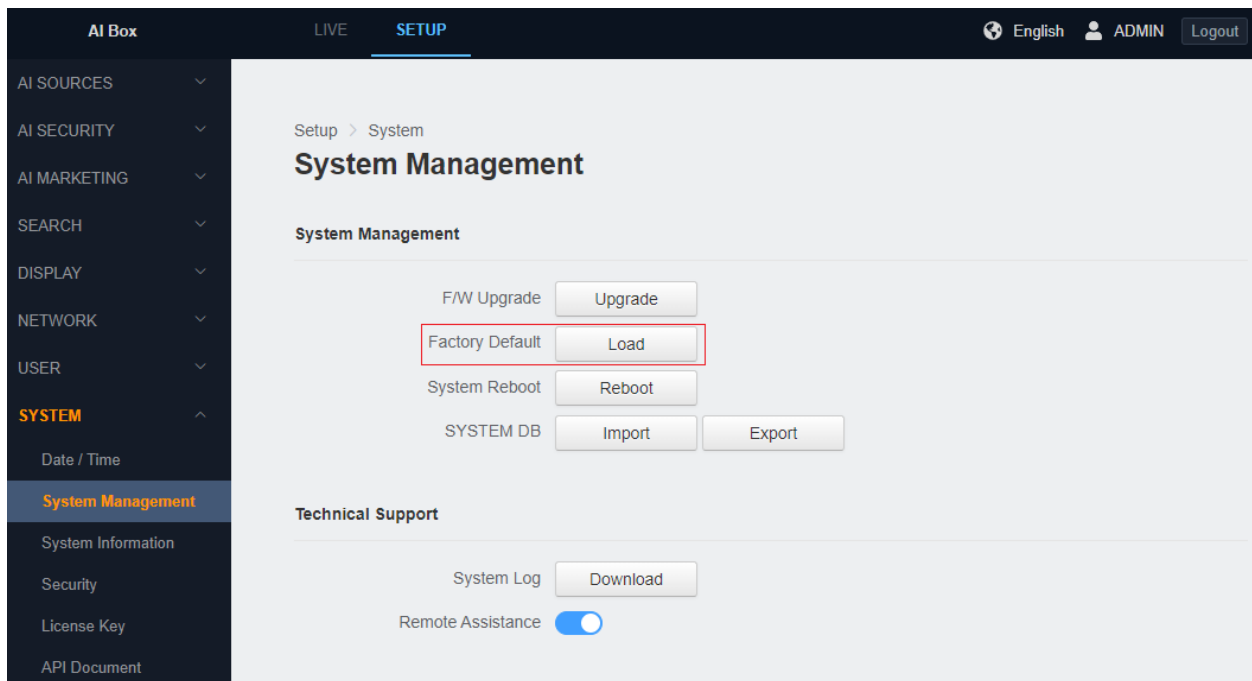 AI Box
LIVE SETUP
English ADMIN Logout
AI SOURCES
AI SECURITY
AI MARKETING
SEARCH
DISPLAY
NETWORK
USER
SYSTEM
Date / Time
System Management
System Information
Security
License Key
API Document
Setup > System
System Management
System Management
F/W Upgrade Upgrade
Factory Default Load
System Reboot Reboot
SYSTEM DB Import Export
Technical Support
System Log Download
Remote Assistance